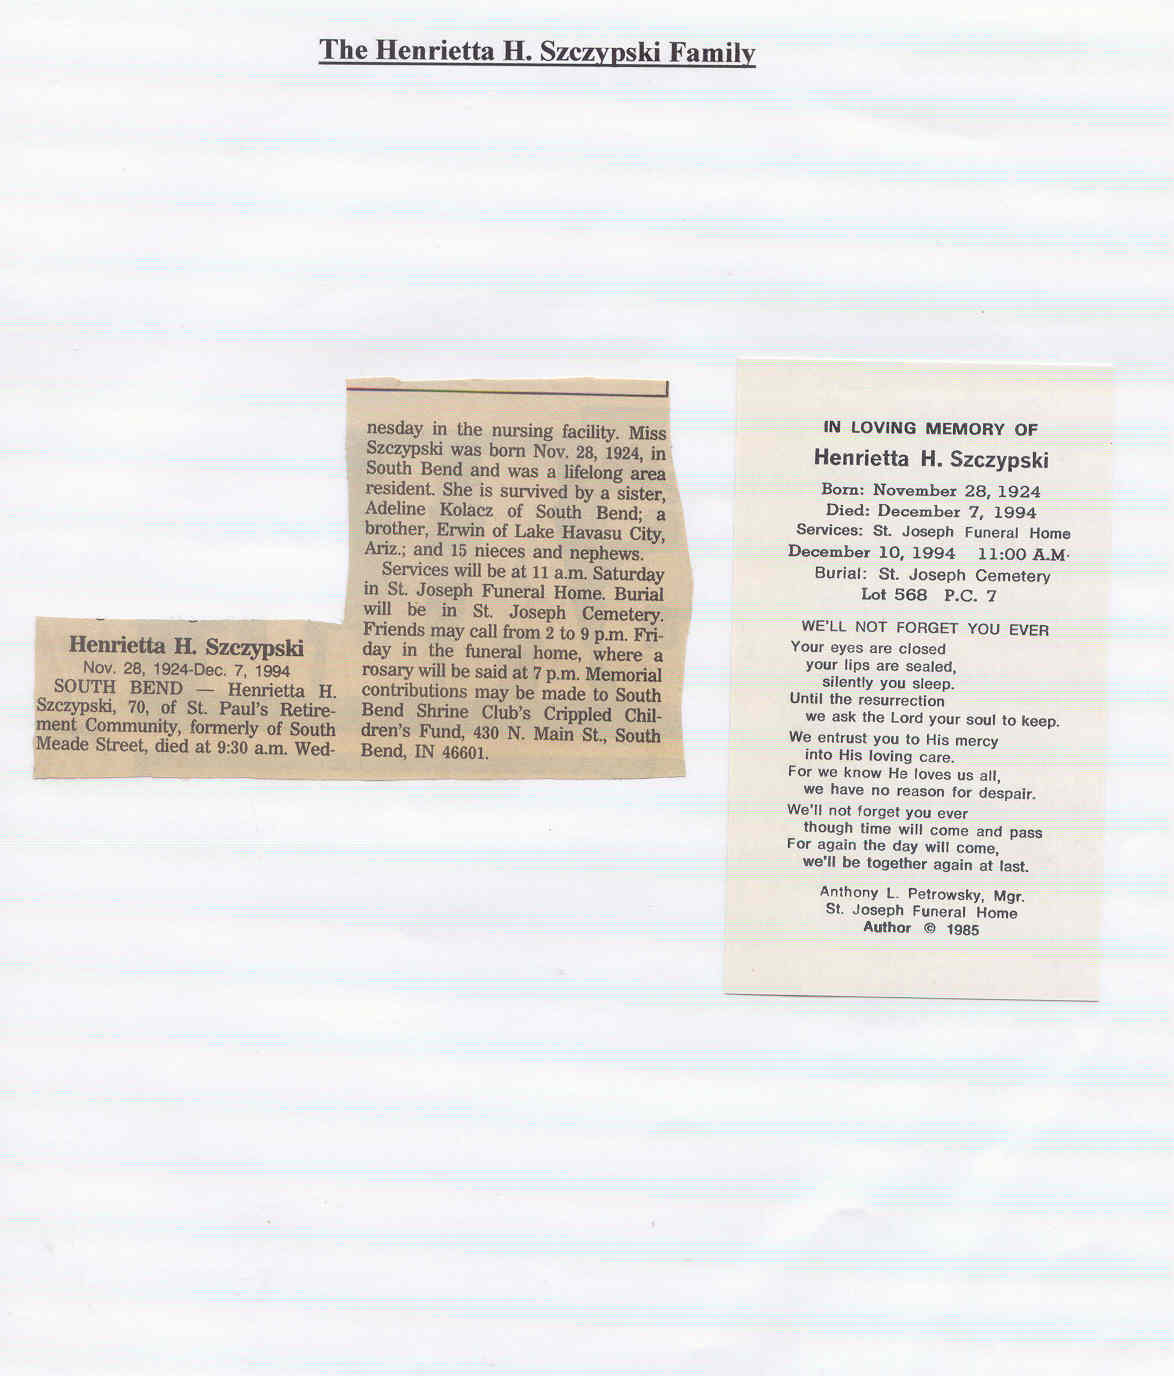 The Henrietta H. Szczypski Family
Henrietta H. Szczypski
Nov. 28, 1924-Dec. 7, 1994
SOUTH BEND — Henrietta H.
Szczypski, 70, of St. Paul's Retire-
ment Community, formerly of South
Meade Street, died at 9:30 a.m. Wed-
nesday in the nursing facility. Miss
Szczypski was born Nov. 28, 1924, in
South Bend and was a lifelong area
resident. She is survived by a sister,
Adeline Kolacz of South Bend; a
brother, Erwin of Lake Havasu City,
Ariz.; and 15 nieces and nephews.
Services will be at 11 a.m. Saturday
in St. Joseph Funeral Home. Burial
will be in St. Joseph Cemetery.
Friends may call from 2 to 9 p.m. Fri-
day in the funeral home, where a
rosary will be said at 7 p.m. Memorial
contributions may be made to South
Bend Shrine Club's Crippled Chil-
dren's Fund, 430 N. Main St., South
Bend, IN 46601.
IN LOVING MEMORY OF
Henrietta H. Szczypski
Born: November 28, 1924
Died: December 7, 1994
Services: St. Joseph Funeral Home
December 10, 1994 11:00 A.M.
Burial: St. Joseph Cemetery
Lot 568 P.C. 7
WE'LL NOT FORGET YOU EVER
Your eyes are closed
your lips are sealed,
silently you sleep.
Until the resurrection
we ask the Lord your soul to keep.
We entrust you to His mercy
into His loving care.
For we know He loves us all,
we have no reason for despair.
We'll not forget you ever
though time will come and pass
For again the day will come,
we'll be together again at last.
Anthony L. Petrowsky, Mgr.
St. Joseph Funeral Home
Author © 1985